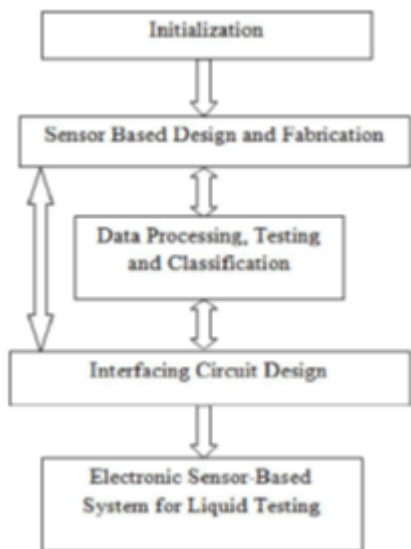 Initialization
Sensor Based Design and Fabrication
Data Processing, Testing
and Classification
Interfacing Circuit Design
Electronic Sensor-Based
System for Liquid Testing